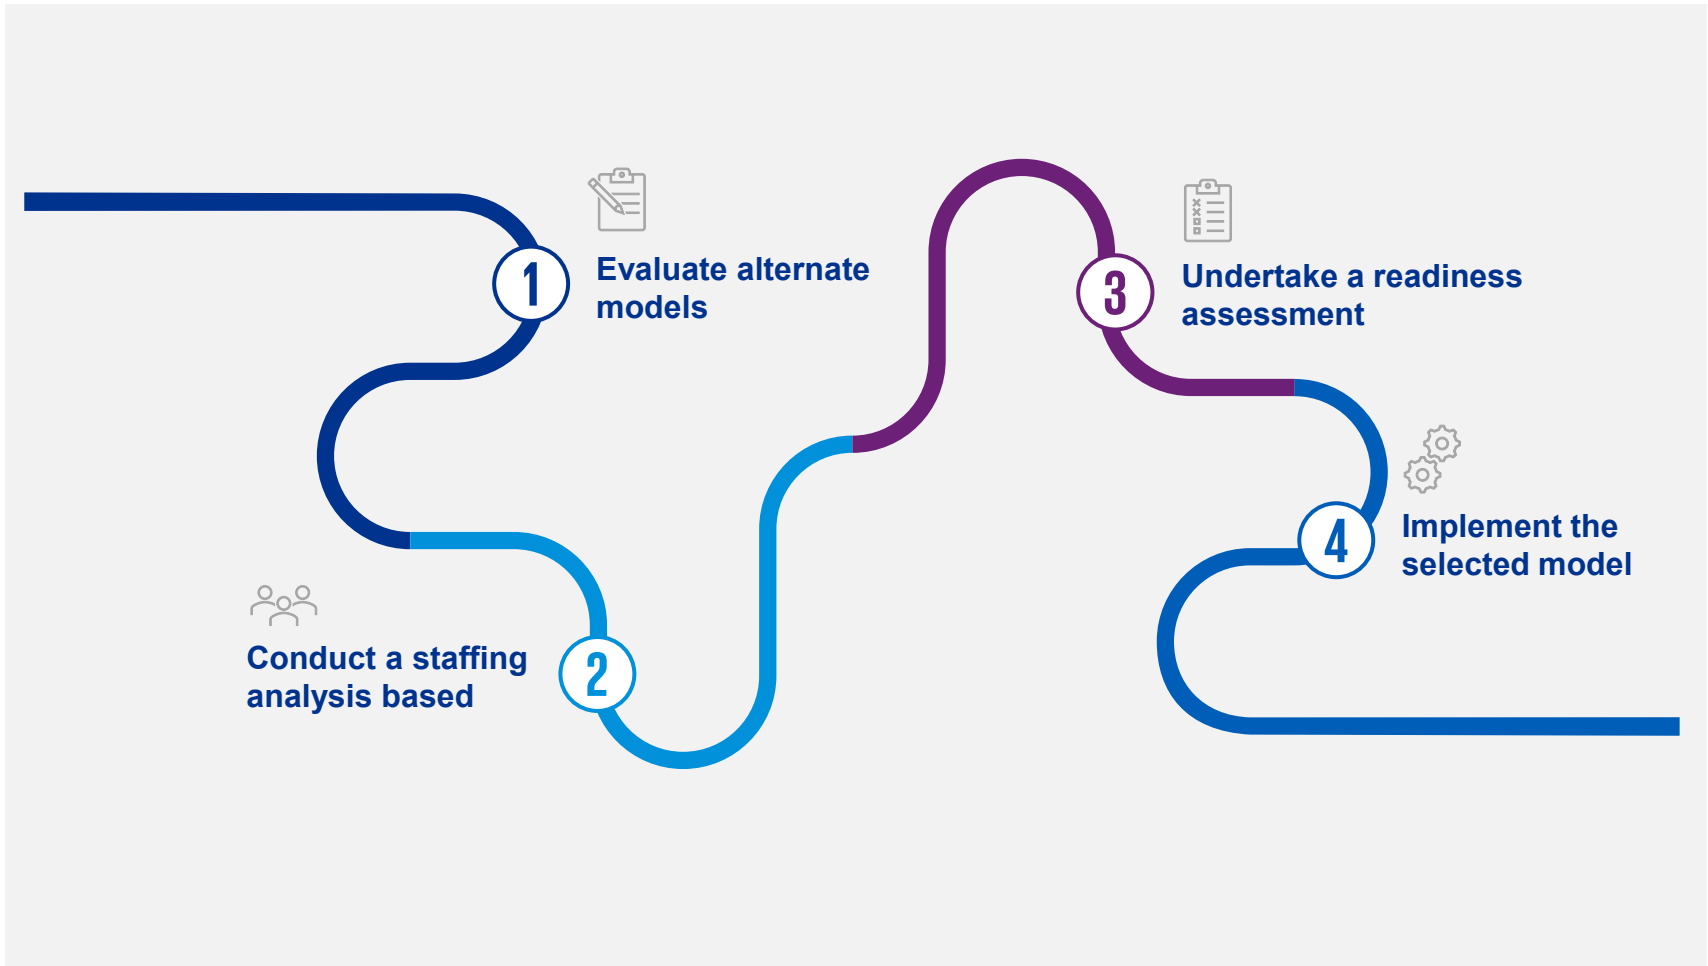 1
Evaluate alternate
models
2
Conduct a staffing
analysis based
3
Undertake a readiness
assessment
4
Implement the
selected model